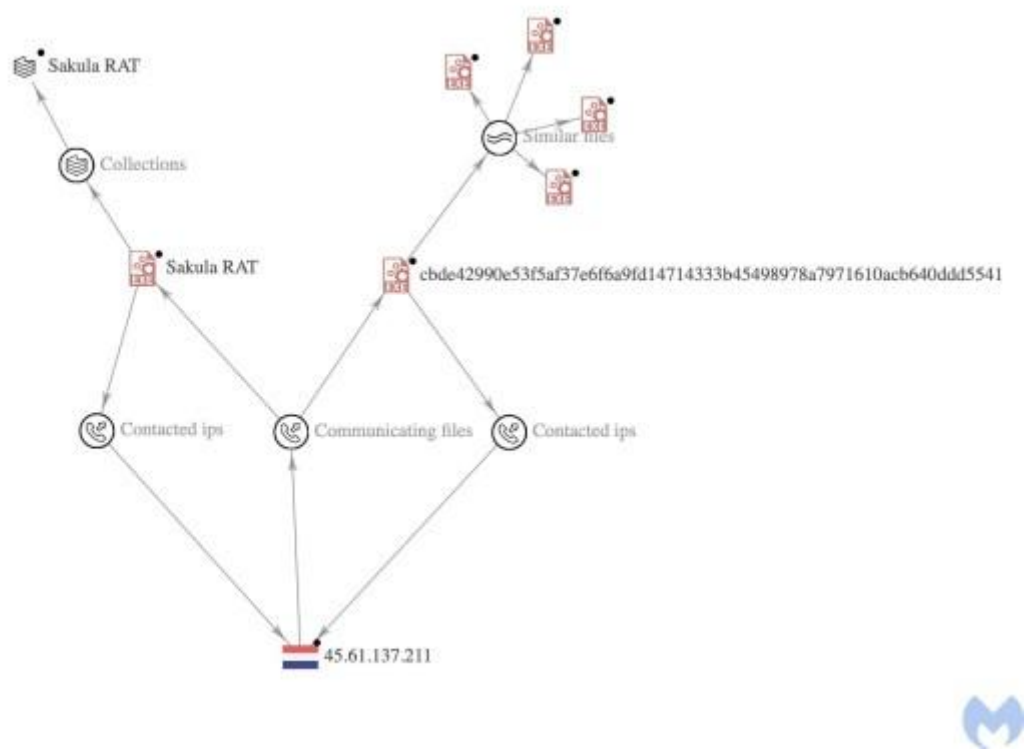 Sakula RAT
Similar files
Collections
Sakula RAT
cbde42990e53f5af37e6f6a9fd14714333b45498978a7971610acb640ddd5541
Contacted ips
Communicating files
Contacted ips
45.61.137.211